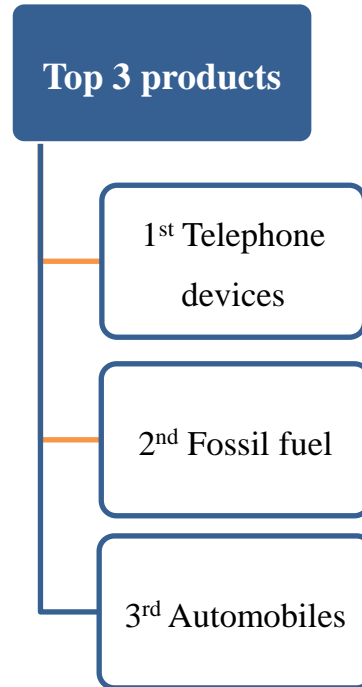 Top 3 products
1st Telephone
devices
2nd Fossil fuel
3rd Automobiles